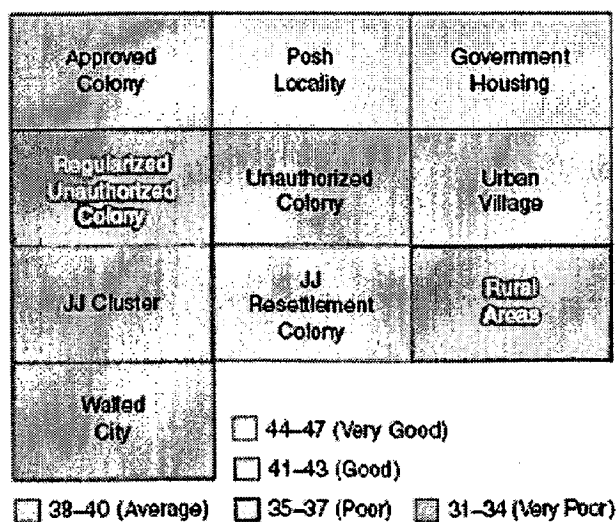 Approved
Colony
Posh
Locality
Government
Housing
Regularized
Unauthorized
Colony
Unauthorized
Colony
Urban
Village
JJ Cluster
JJ
Resettlement
Colony
Rural
Areas
Walled
City
44–47 (Very Good)
41–43 (Good)
38–40 (Average)
35–37 (Poor)
31–34 (Very Poor)